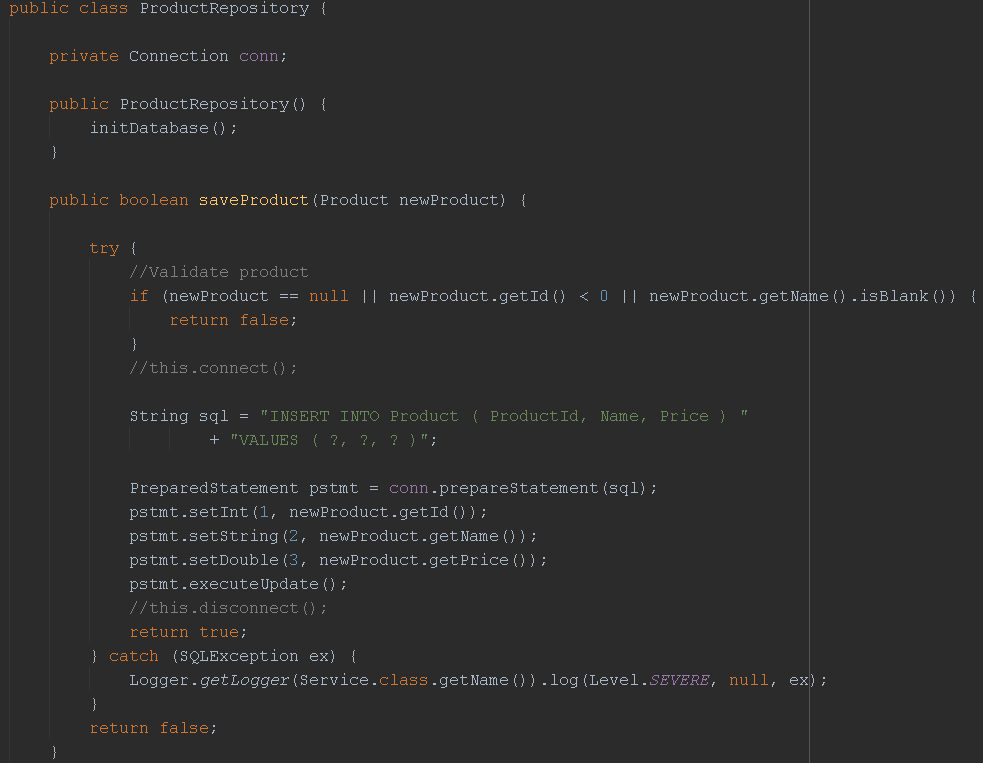 public class ProductRepository {
private Connection conn;
public ProductRepository() {
initDatabase();
}
public boolean saveProduct(Product newProduct) {
try {
//Validate product
if (newProduct == null || newProduct.getId() < 0 || newProduct.getName().isBlank()) {
return false;
}
//this.connect();
String sql = "INSERT INTO Product ( ProductId, Name, Price ) "
+ "VALUES ( ?, ?, ? )";
PreparedStatement pstmt = conn.prepareStatement(sql);
pstmt.setInt(1, newProduct.getId());
pstmt.setString(2, newProduct.getName());
pstmt.setDouble(3, newProduct.getPrice());
pstmt.executeUpdate();
//this.disconnect();
return true;
} catch (SQLException ex) {
Logger.getLogger(Service.class.getName()).log(Level.SEVERE, null, ex);
}
return false;
}